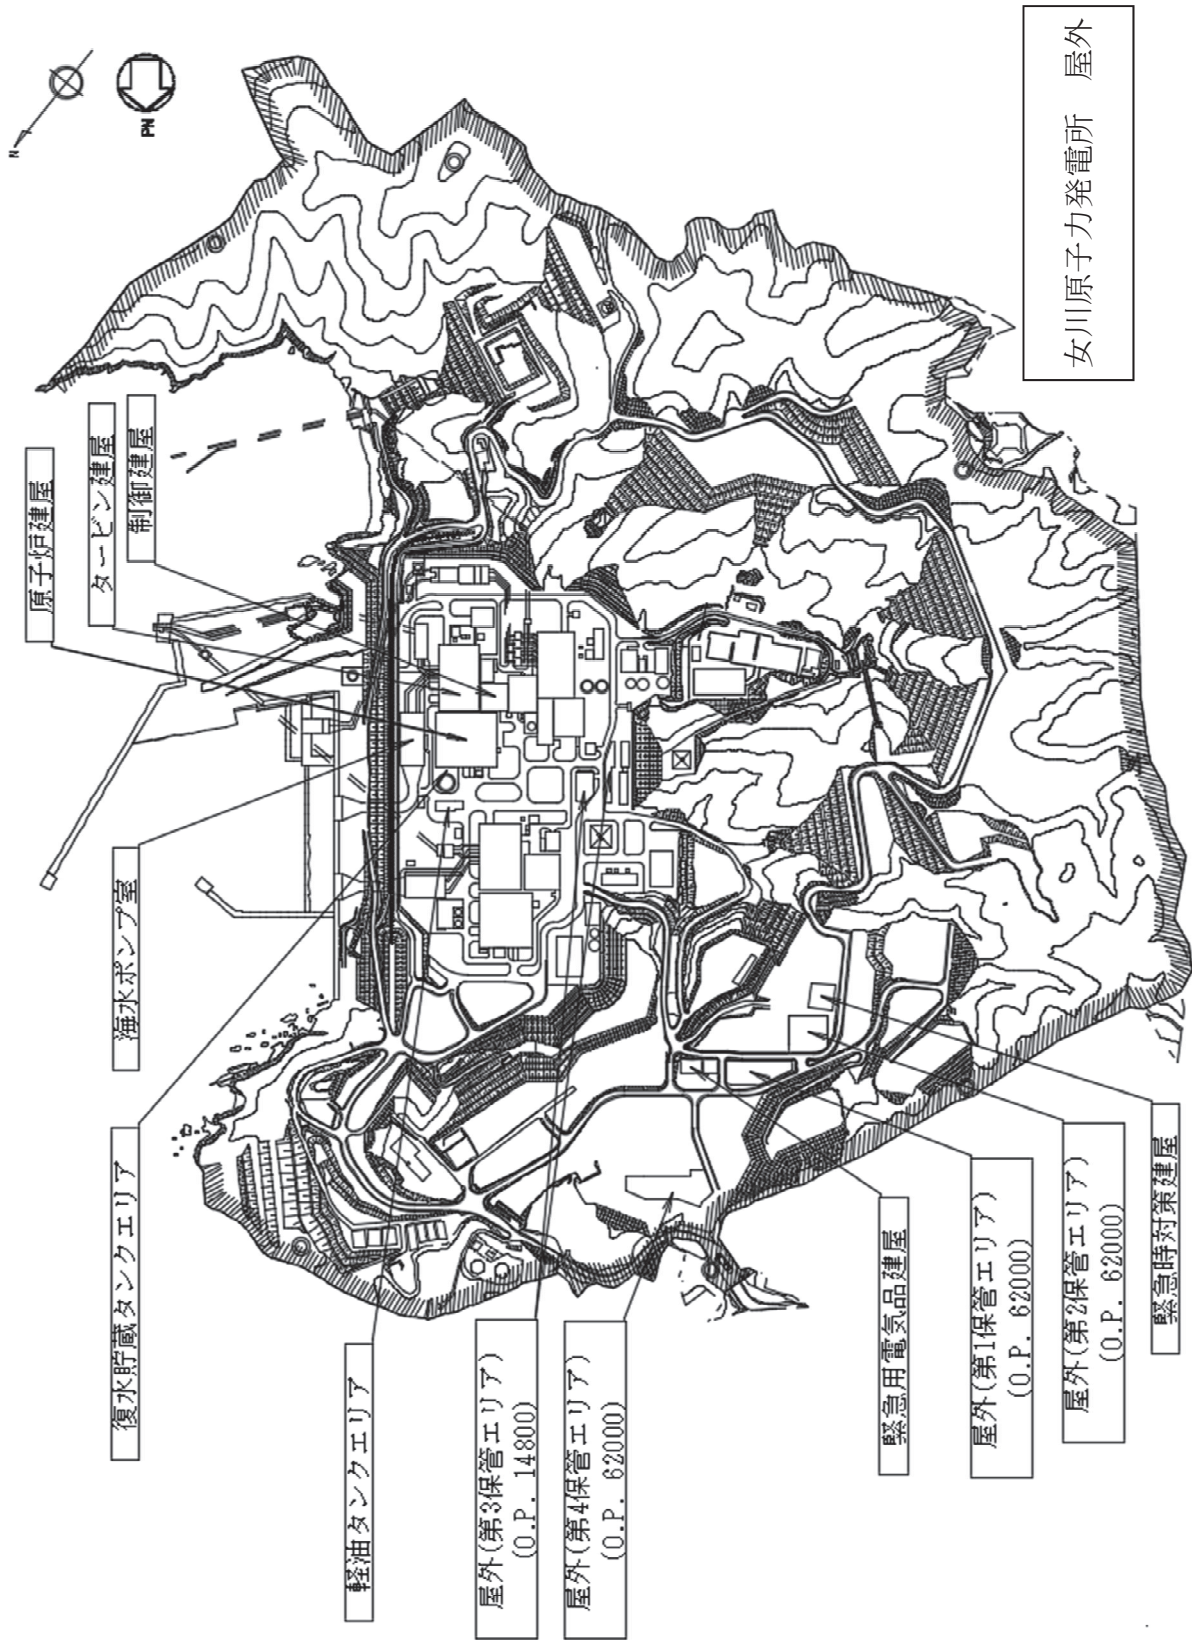 N
PN
原子炉建屋
タービン建屋
制御建屋
海水ポンプ室
復水貯蔵タンクエリア
軽油タンクエリア
屋外(第3保管エリア)
(O.P. 14800)
屋外(第4保管エリア)
(O.P. 62000)
緊急用電気品建屋
屋外(第1保管エリア)
(O.P. 62000)
屋外(第2保管エリア)
(O.P. 62000)
緊急時対策建屋
女川原子力発電所　屋外